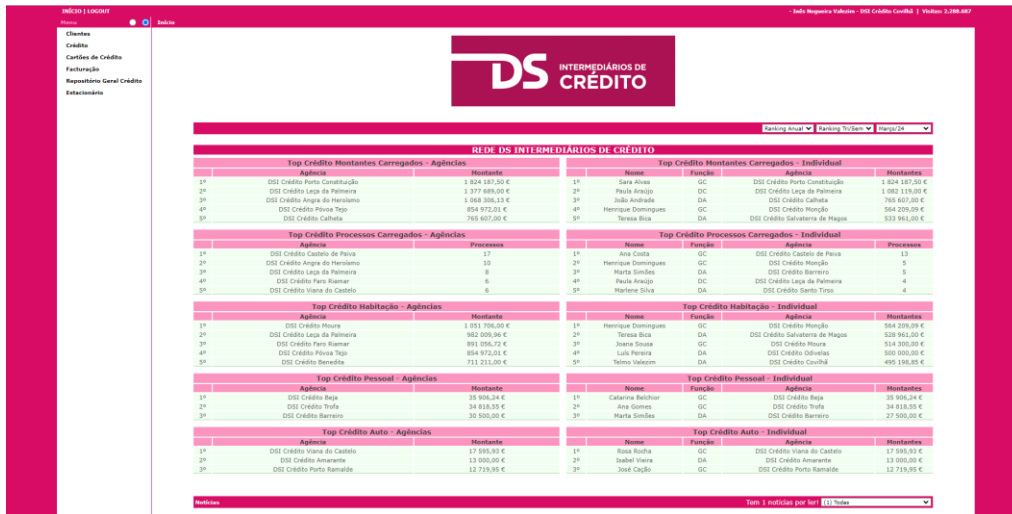 INÍCIO | LOGOUT
- Inês Nogueira Valezim - DSI Crédito Covilhã | Visitas: 2.288.687
Menu
Início
Clientes
Crédito
Cartões de Crédito
Facturação
Repositório Geral Crédito
Estacionário
DS INTERMEDIÁRIOS DE CRÉDITO
Ranking Anual Ranking Tri/Sem Março/24
REDE DS INTERMEDIÁRIOS DE CRÉDITO
Top Crédito Montantes Carregados - Agências
Agência Montante
1º DSI Crédito Porto Constituição 1 824 187,50 €
2º DSI Crédito Leça da Palmeira 1 377 689,00 €
3º DSI Crédito Angra do Heroísmo 1 068 306,13 €
4º DSI Crédito Póvoa Tejo 854 972,01 €
5º DSI Crédito Calheta 765 607,00 €
Top Crédito Montantes Carregados - Individual
Nome Função Agência Montantes
1º Sara Alves GC DSI Crédito Porto Constituição 1 824 187,50 €
2º Paula Araújo DC DSI Crédito Leça da Palmeira 1 082 119,00 €
3º João Andrade DA DSI Crédito Calheta 765 607,00 €
4º Henrique Domingues GC DSI Crédito Monção 564 209,09 €
5º Teresa Bica DA DSI Crédito Salvaterra de Magos 533 961,00 €
Top Crédito Processos Carregados - Agências
Agência Processos
1º DSI Crédito Castelo de Paiva 17
2º DSI Crédito Angra do Heroísmo 10
3º DSI Crédito Leça da Palmeira 8
4º DSI Crédito Faro Riamar 6
5º DSI Crédito Viana do Castelo 6
Top Crédito Processos Carregados - Individual
Nome Função Agência Processos
1º Ana Costa GC DSI Crédito Castelo de Paiva 13
2º Henrique Domingues GC DSI Crédito Monção 5
3º Marta Simões DA DSI Crédito Barreiro 5
4º Paula Araújo DC DSI Crédito Leça da Palmeira 4
5º Marlene Silva DA DSI Crédito Santo Tirso 4
Top Crédito Habitação - Agências
Agência Montante
1º DSI Crédito Moura 1 051 706,00 €
2º DSI Crédito Leça da Palmeira 982 009,96 €
3º DSI Crédito Faro Riamar 891 056,72 €
4º DSI Crédito Póvoa Tejo 854 972,01 €
5º DSI Crédito Benedita 711 211,00 €
Top Crédito Habitação - Individual
Nome Função Agência Montantes
1º Henrique Domingues GC DSI Crédito Monção 564 209,09 €
2º Teresa Bica DA DSI Crédito Salvaterra de Magos 528 961,00 €
3º Joana Sousa GC DSI Crédito Moura 514 300,00 €
4º Luís Pereira DA DSI Crédito Odivelas 500 000,00 €
5º Telmo Valezim DA DSI Crédito Covilhã 495 198,85 €
Top Crédito Pessoal - Agências
Agência Montante
1º DSI Crédito Beja 35 906,24 €
2º DSI Crédito Trofa 34 818,55 €
3º DSI Crédito Barreiro 30 500,00 €
Top Crédito Pessoal - Individual
Nome Função Agência Montantes
1º Catarina Belchior GC DSI Crédito Beja 35 906,24 €
2º Ana Gomes GC DSI Crédito Trofa 34 818,55 €
3º Marta Simões DA DSI Crédito Barreiro 27 500,00 €
Top Crédito Auto - Agências
Agência Montante
1º DSI Crédito Viana do Castelo 17 595,93 €
2º DSI Crédito Amarante 13 000,00 €
3º DSI Crédito Porto Ramalde 12 719,95 €
Top Crédito Auto - Individual
Nome Função Agência Montantes
1º Rosa Rocha GC DSI Crédito Viana do Castelo 17 595,93 €
2º Isabel Vieira DA DSI Crédito Amarante 13 000,00 €
3º José Cação GC DSI Crédito Porto Ramalde 12 719,95 €
Notícias
Tem 1 notícias por ler! (1) Todas